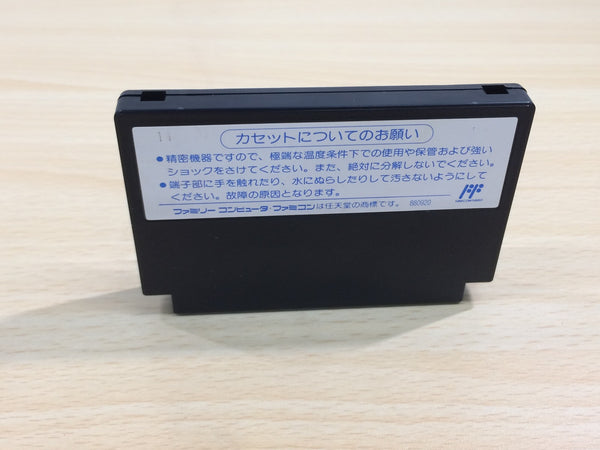 カセットについてのお願い
●精密機器ですので、極端な温度条件下での使用や保管および強い
ショックをさけてください。また、絶対に分解しないでください。
●端子部に手を触れたり、水にぬらしたりして汚さないようにして
ください。故障の原因となります。
ファミリー コンピュータ・ファミコンは任天堂の商標です。 880920